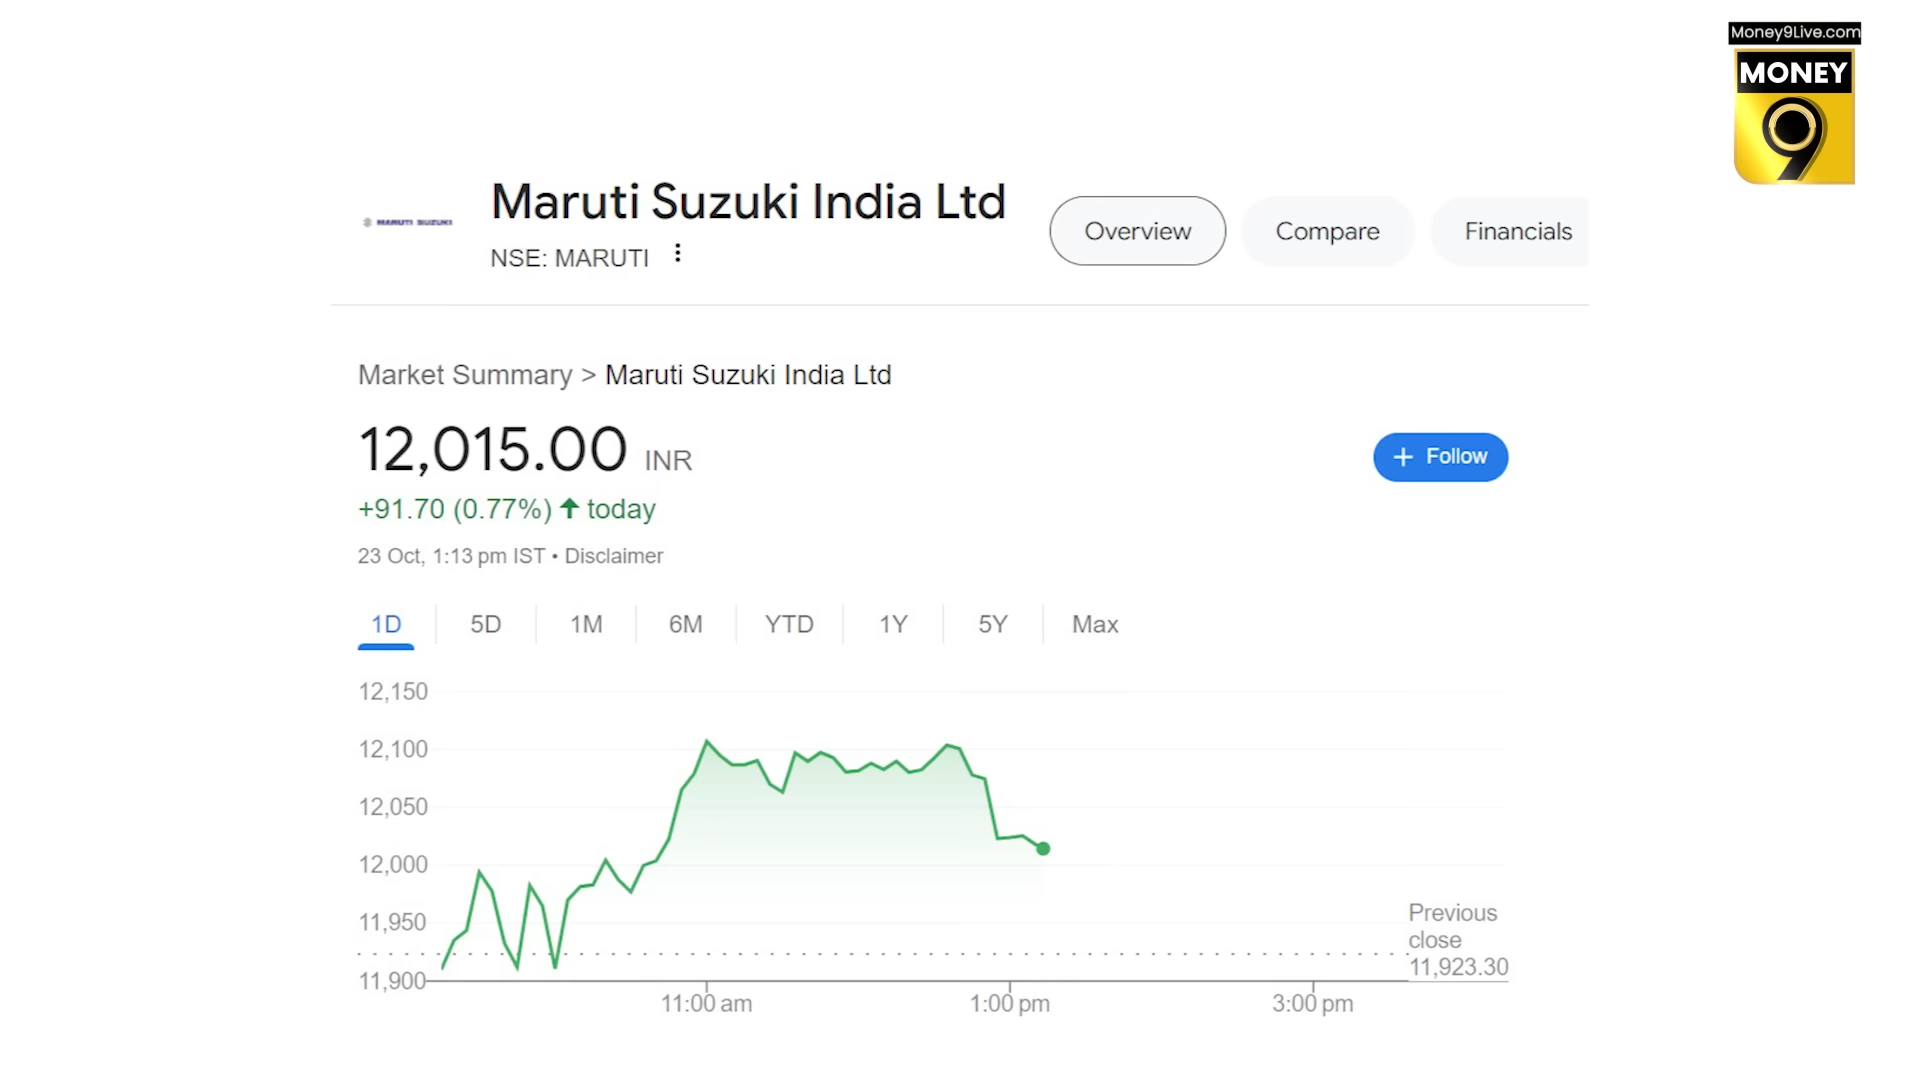 Money9Live.com
MONEY
9
MARUTI SUZUKI
Maruti Suzuki India Ltd
NSE: MARUTI
Overview
Compare
Financials
Market Summary > Maruti Suzuki India Ltd
12,015.00 INR
+ Follow
+91.70 (0.77%) ↑ today
23 Oct, 1:13 pm IST • Disclaimer
1D 5D 1M 6M YTD 1Y 5Y Max
12,150
12,100
12,050
12,000
11,950
11,900
Previous
close
11,923.30
11:00 am 1:00 pm 3:00 pm